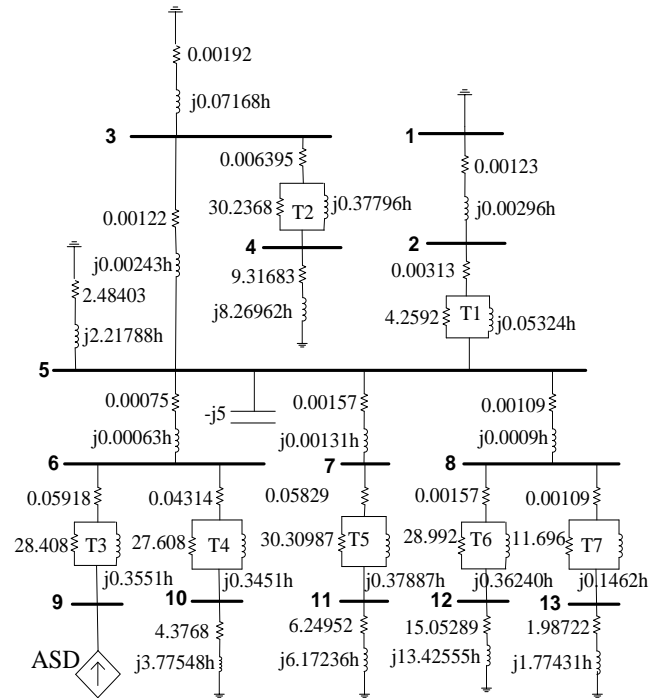 0.00192
j0.07168h
3
1
0.006395
0.00123
30.2368
T2
j0.37796h
0.00122
j0.00296h
4
2
j0.00243h
9.31683
0.00313
2.48403
j8.26962h
4.2592
T1
j0.05324h
j2.21788h
5
0.00075
-j5
0.00157
0.00109
j0.00063h
j0.00131h
j0.0009h
6
7
8
0.05918
0.04314
0.05829
0.00157
0.00109
28.408
T3
27.608
T4
30.30987
T5
28.992
T6
11.696
T7
j0.3551h
j0.3451h
j0.37887h
j0.36240h
j0.1462h
9
10
11
12
13
4.3768
6.24952
15.05289
1.98722
ASD
j3.77548h
j6.17236h
j13.42555h
j1.77431h